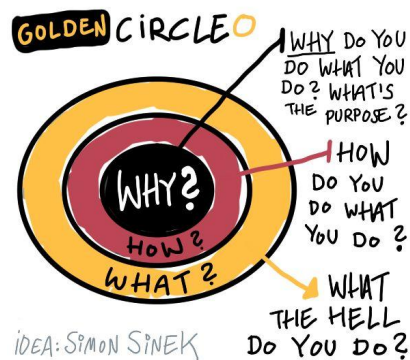 GOLDEN CiRCLE
WHY DO YOU
DO WHAT YOU
DO? WHAT'S
THE PURPOSE?
WHY?
HOW?
WHAT?
HOW
DO YOU
DO WHAT
YOU DO?
WHAT
THE HELL
DO YOU DO?
iDEA: SiMON SiNEK